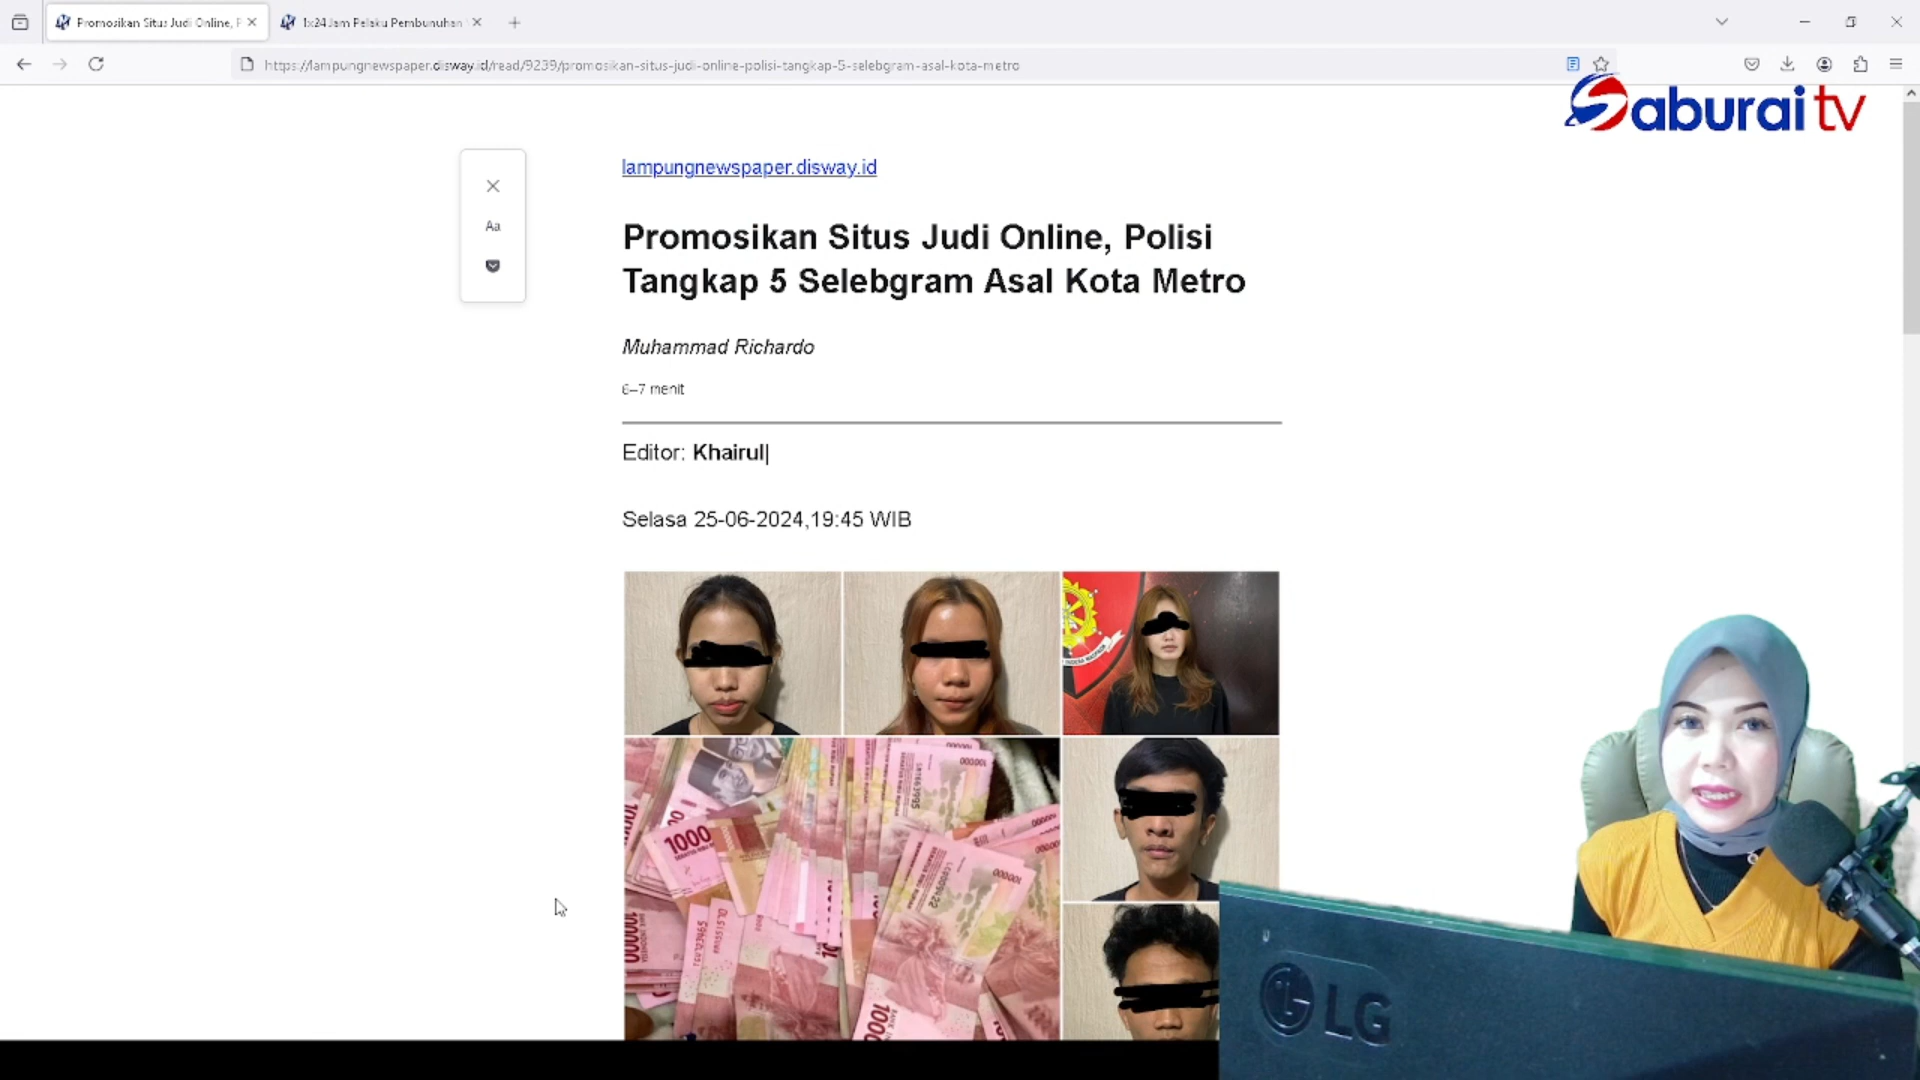 Promosikan Situs Judi Online, P
1x24 Jam Pelaku Pembunuhan
https://lampungnewspaper.disway.id/read/9239/promosikan-situs-judi-online-polisi-tangkap-5-selebgram-asal-kota-metro
Saburai tv
lampungnewspaper.disway.id
Aa
Promosikan Situs Judi Online, Polisi
Tangkap 5 Selebgram Asal Kota Metro
Muhammad Richardo
6–7 menit
Editor: Khairul|
Selasa 25-06-2024,19:45 WIB
100000
1000
LG